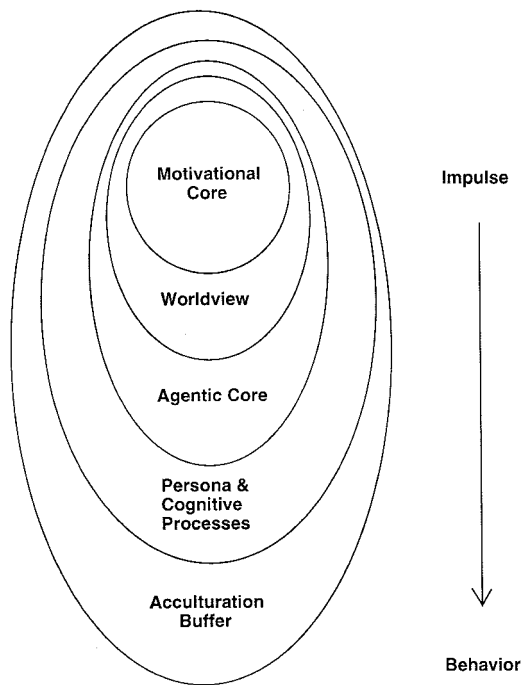 Motivational
Core
Impulse
Worldview
Agentic Core
Persona &
Cognitive
Processes
Acculturation
Buffer
Behavior